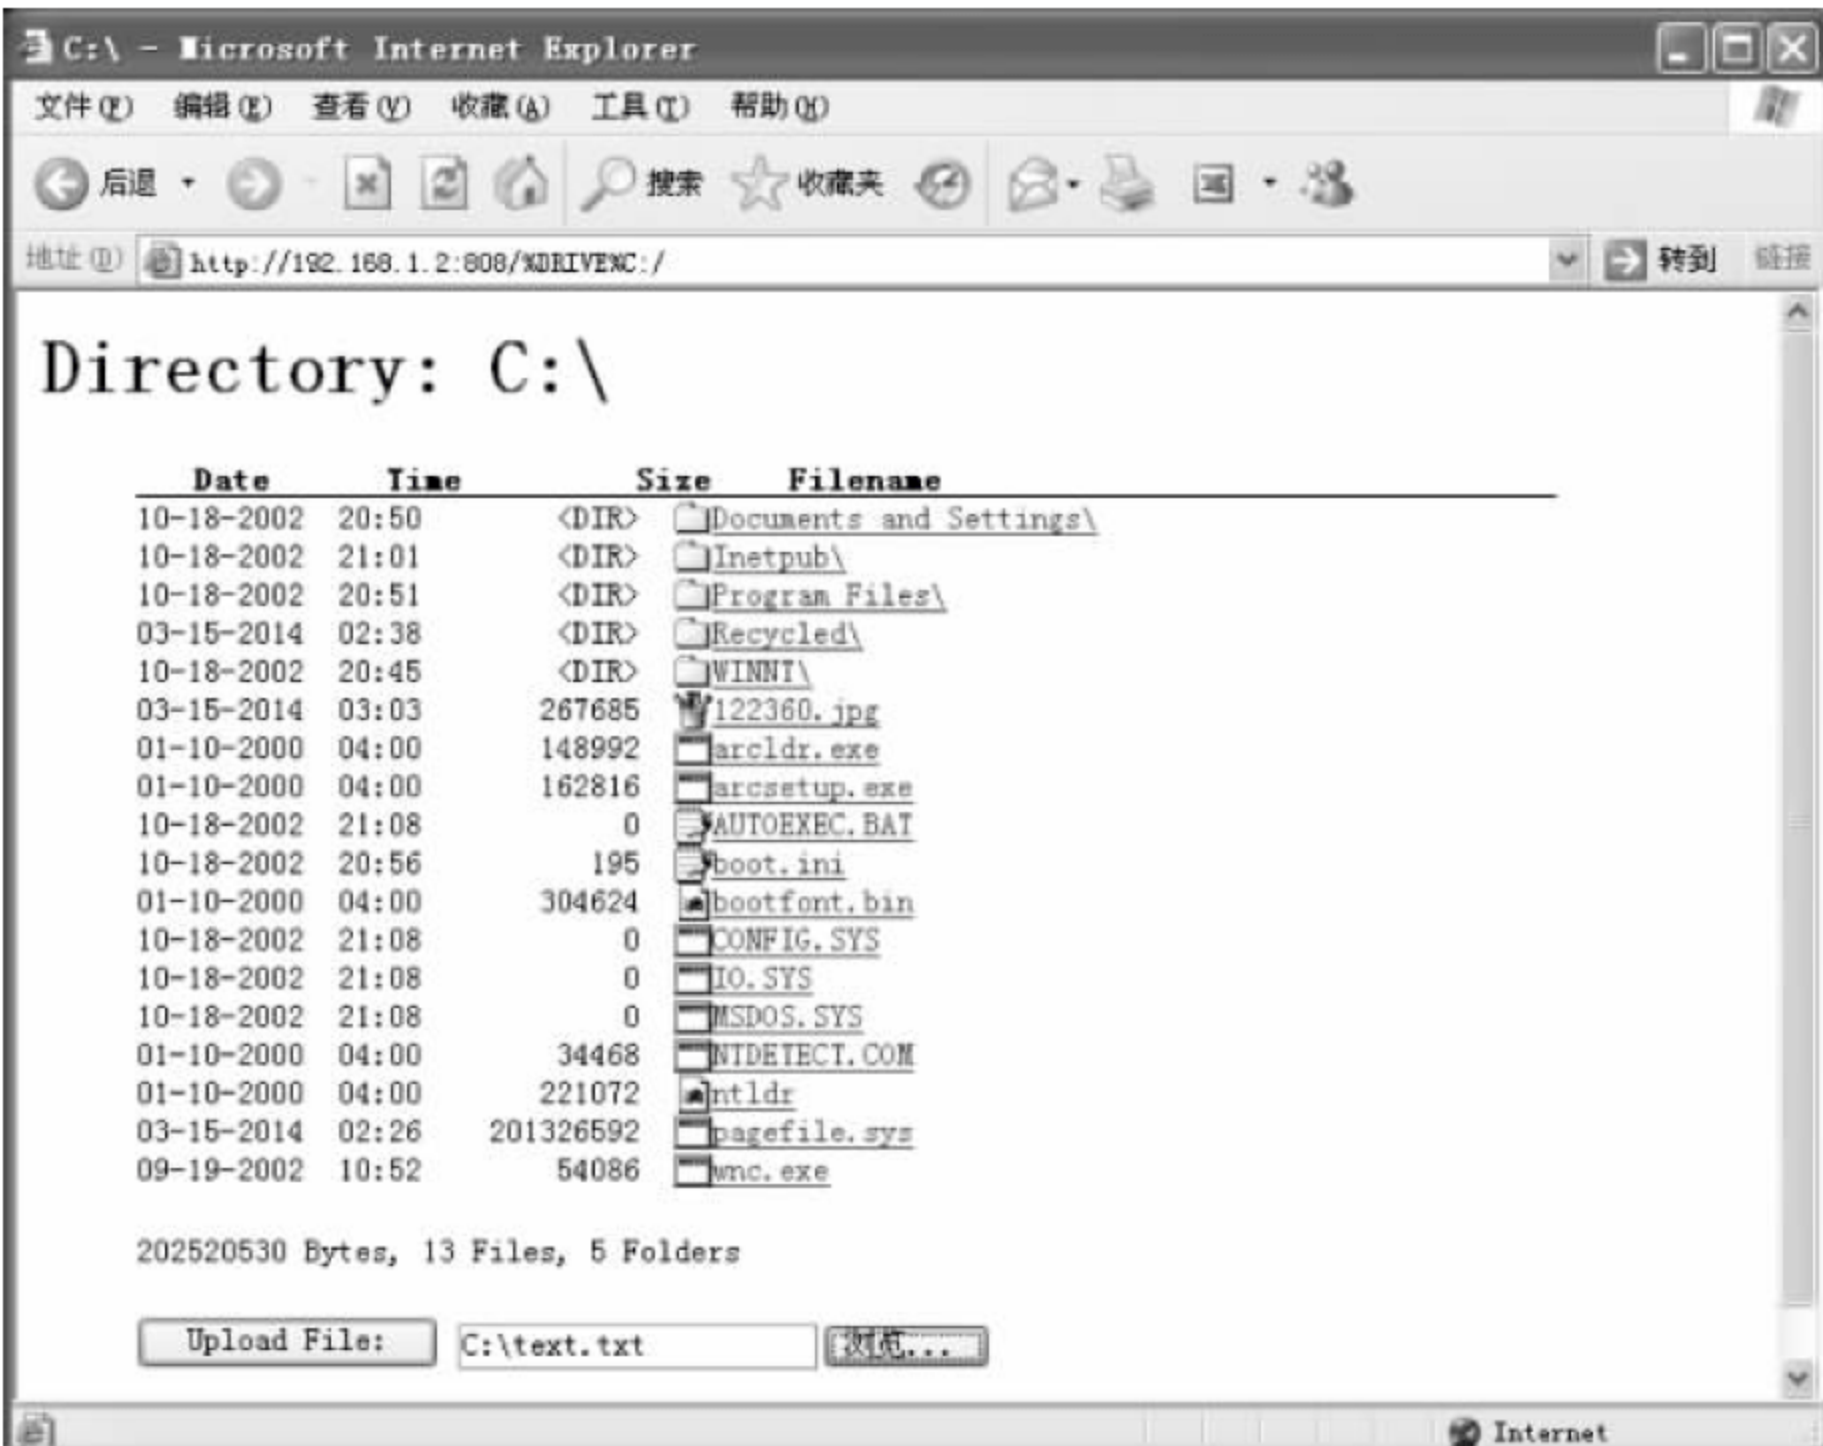 C:\ - Microsoft Internet Explorer
文件(F) 编辑(E) 查看(V) 收藏(A) 工具(T) 帮助(H)
后退 搜索 收藏夹
地址(D) http://192.168.1.2:808/%DRIVE%C:/ 转到 链接
Directory: C:\
Date Time Size Filename
10-18-2002 20:50 <DIR> Documents and Settings\
10-18-2002 21:01 <DIR> Inetpub\
10-18-2002 20:51 <DIR> Program Files\
03-15-2014 02:38 <DIR> Recycled\
10-18-2002 20:45 <DIR> WINNT\
03-15-2014 03:03 267685 122360.jpg
01-10-2000 04:00 148992 arcldr.exe
01-10-2000 04:00 162816 arcsetup.exe
10-18-2002 21:08 0 AUTOEXEC.BAT
10-18-2002 20:56 195 boot.ini
01-10-2000 04:00 304624 bootfont.bin
10-18-2002 21:08 0 CONFIG.SYS
10-18-2002 21:08 0 IO.SYS
10-18-2002 21:08 0 MSDOS.SYS
01-10-2000 04:00 34468 NTDETECT.COM
01-10-2000 04:00 221072 ntldr
03-15-2014 02:26 201326592 pagefile.sys
09-19-2002 10:52 54086 wnc.exe
202520530 Bytes, 13 Files, 5 Folders
Upload File: C:\text.txt 浏览...
Internet